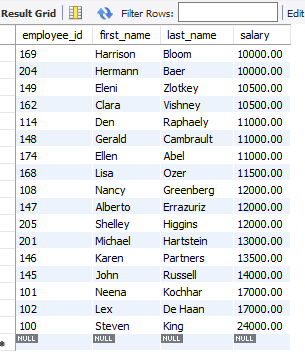 Result Grid Filter Rows: Edit
employee_id first_name last_name salary
169 Harrison Bloom 10000.00
204 Hermann Baer 10000.00
149 Eleni Zlotkey 10500.00
162 Clara Vishney 10500.00
114 Den Raphaely 11000.00
148 Gerald Cambrault 11000.00
174 Ellen Abel 11000.00
168 Lisa Ozer 11500.00
108 Nancy Greenberg 12000.00
147 Alberto Errazuriz 12000.00
205 Shelley Higgins 12000.00
201 Michael Hartstein 13000.00
146 Karen Partners 13500.00
145 John Russell 14000.00
101 Neena Kochhar 17000.00
102 Lex De Haan 17000.00
100 Steven King 24000.00
NULL NULL NULL NULL